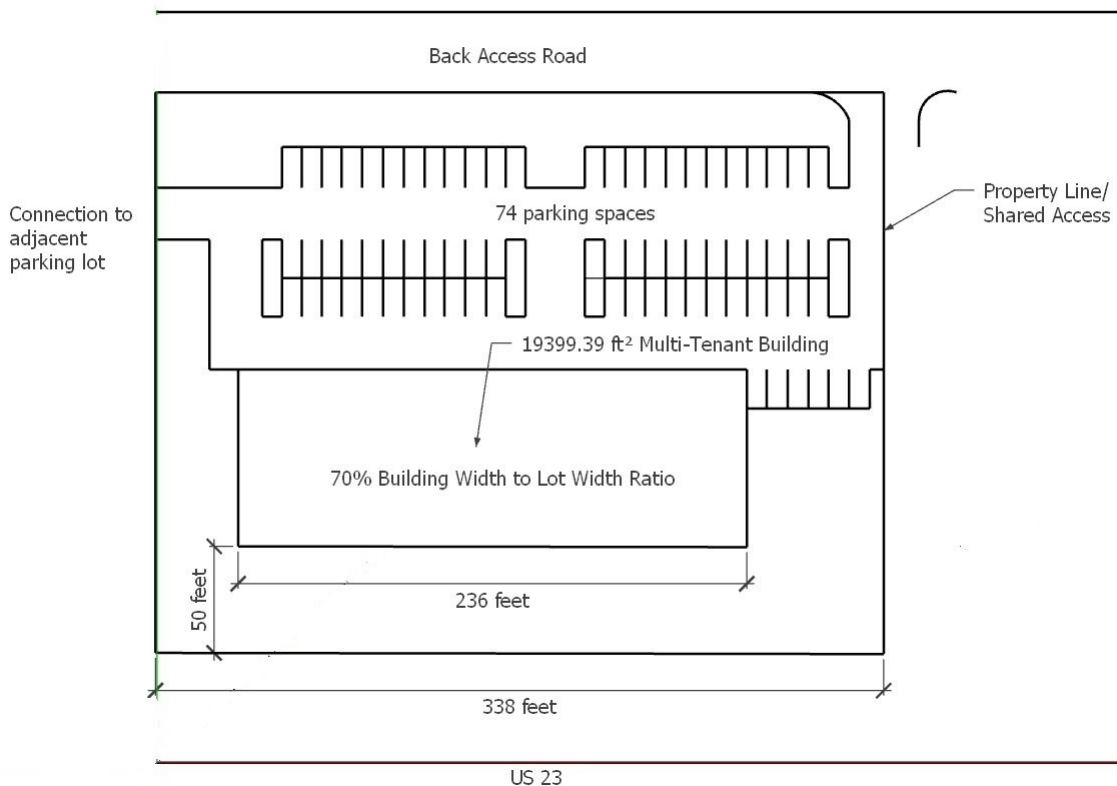 Back Access Road
Connection to
adjacent
parking lot
74 parking spaces
Property Line/
Shared Access
19399.39 ft² Multi-Tenant Building
70% Building Width to Lot Width Ratio
50 feet
236 feet
338 feet
US 23